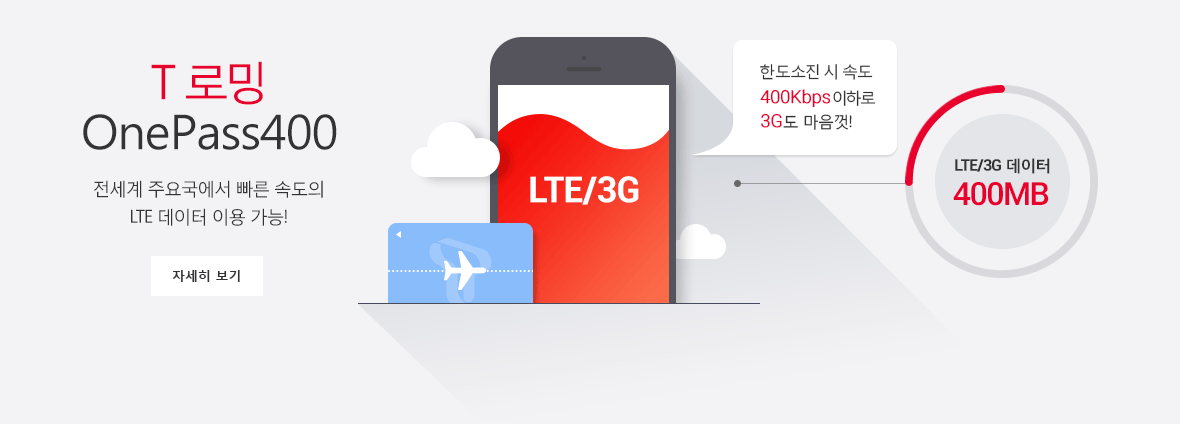 T 로밍
OnePass400
전세계 주요국에서 빠른 속도의
LTE 데이터 이용 가능!
자세히 보기
LTE/3G
한도소진 시 속도
400Kbps이하로
3G도 마음껏!
LTE/3G 데이터
400MB